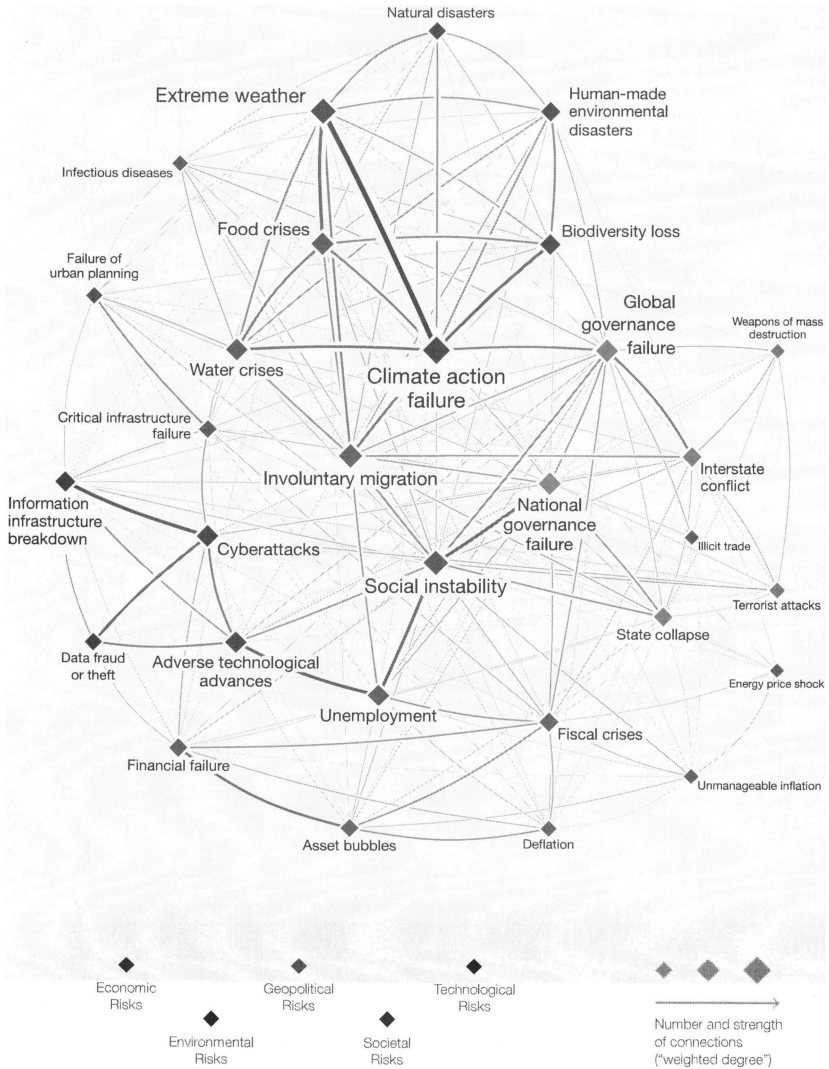 Natural disasters
Extreme weather
Human-made
environmental
disasters
Infectious diseases
Food crises
Biodiversity loss
Failure of
urban planning
Global
governance
failure
Weapons of mass
destruction
Water crises
Climate action
failure
Critical infrastructure
failure
Involuntary migration
Interstate
conflict
Information
infrastructure
breakdown
National
governance
failure
Cyberattacks
Illicit trade
Social instability
Terrorist attacks
State collapse
Data fraud
or theft
Adverse technological
advances
Energy price shock
Unemployment
Fiscal crises
Financial failure
Unmanageable inflation
Asset bubbles
Deflation
Economic
Risks
Geopolitical
Risks
Technological
Risks
Environmental
Risks
Societal
Risks
Number and strength
of connections
("weighted degree")